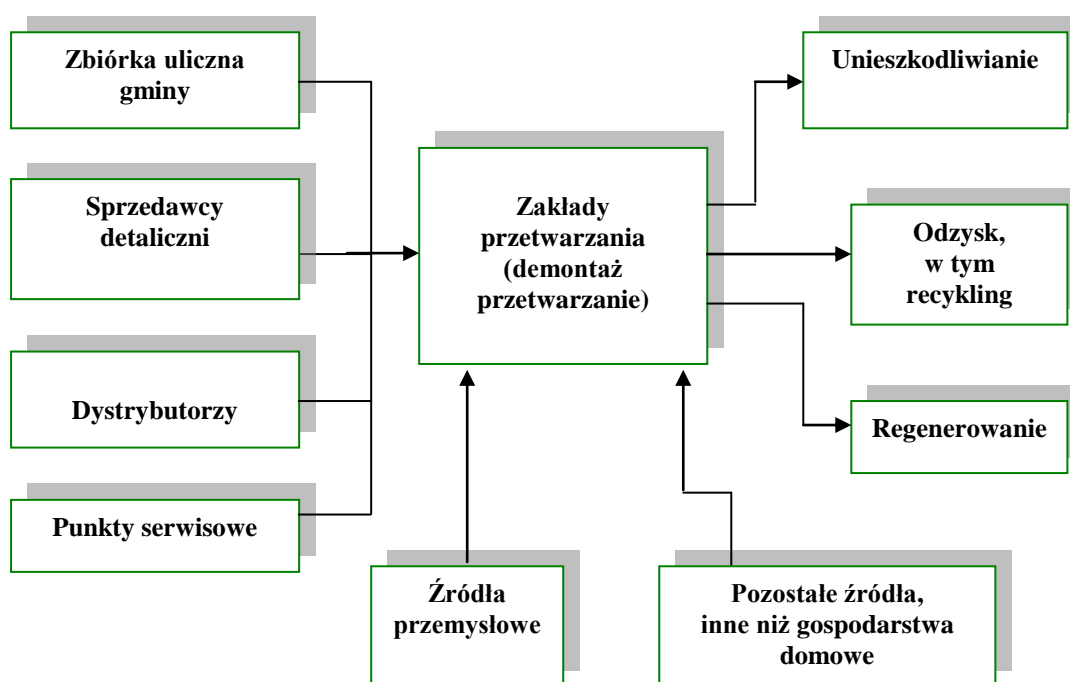 Zbiórka uliczna
gminy
Sprzedawcy
detaliczni
Dystrybutorzy
Punkty serwisowe
Zakłady
przetwarzania
(demontaż
przetwarzanie)
Źródła
przemysłowe
Pozostałe źródła,
inne niż gospodarstwa
domowe
Unieszkodliwianie
Odzysk,
w tym
recykling
Regenerowanie